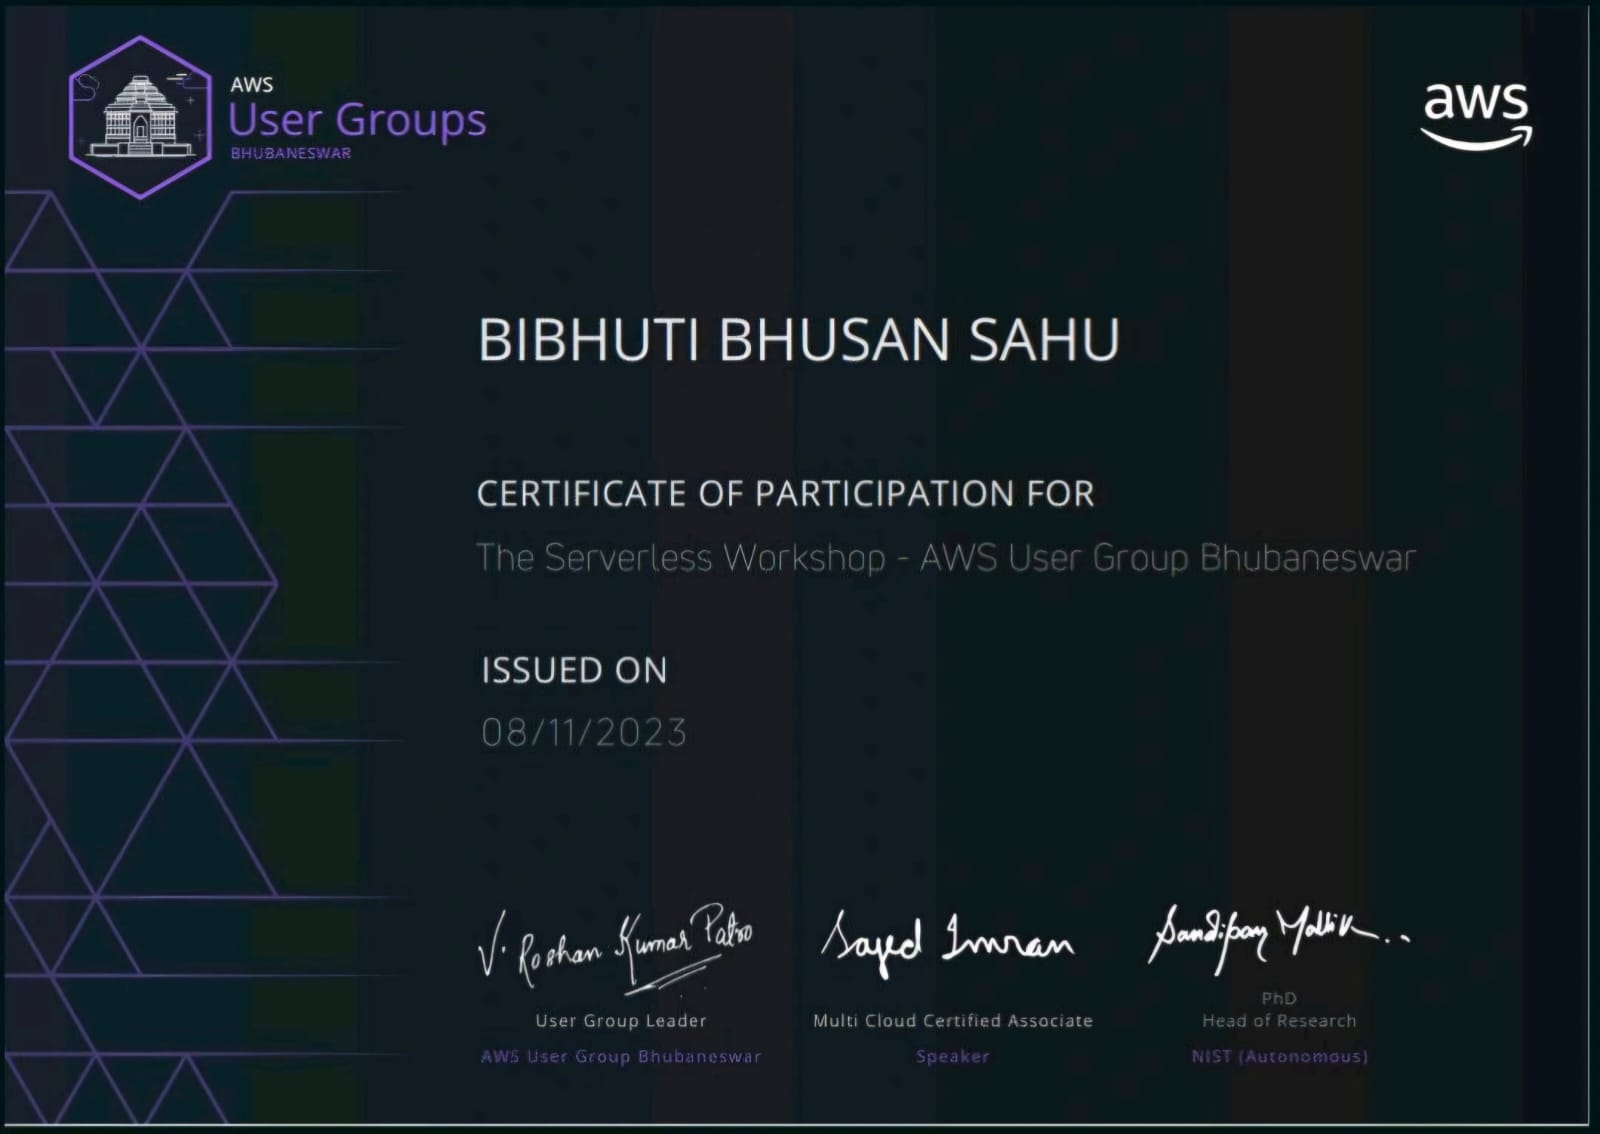 AWS
User Groups
BHUBANESWAR
aws
BIBHUTI BHUSAN SAHU
CERTIFICATE OF PARTICIPATION FOR
The Serverless Workshop - AWS User Group Bhubaneswar
ISSUED ON
08/11/2023
V. Roshan Kumar Patro
User Group Leader
AWS User Group Bhubaneswar
Sayed Imran
Multi Cloud Certified Associate
Speaker
Sandipan Mallik
PhD
Head of Research
NIST (Autonomous)